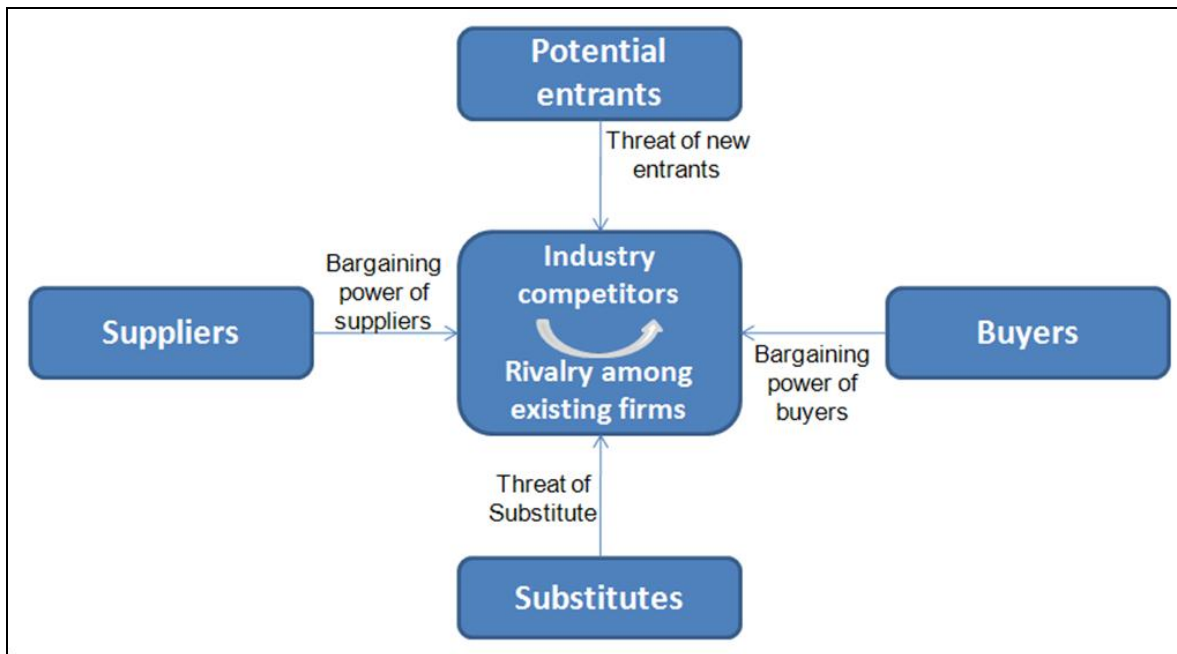 Potential
entrants
Threat of new
entrants
Industry
competitors
Rivalry among
existing firms
Bargaining
power of
suppliers
Suppliers
Buyers
Bargaining
power of
buyers
Threat of
Substitute
Substitutes